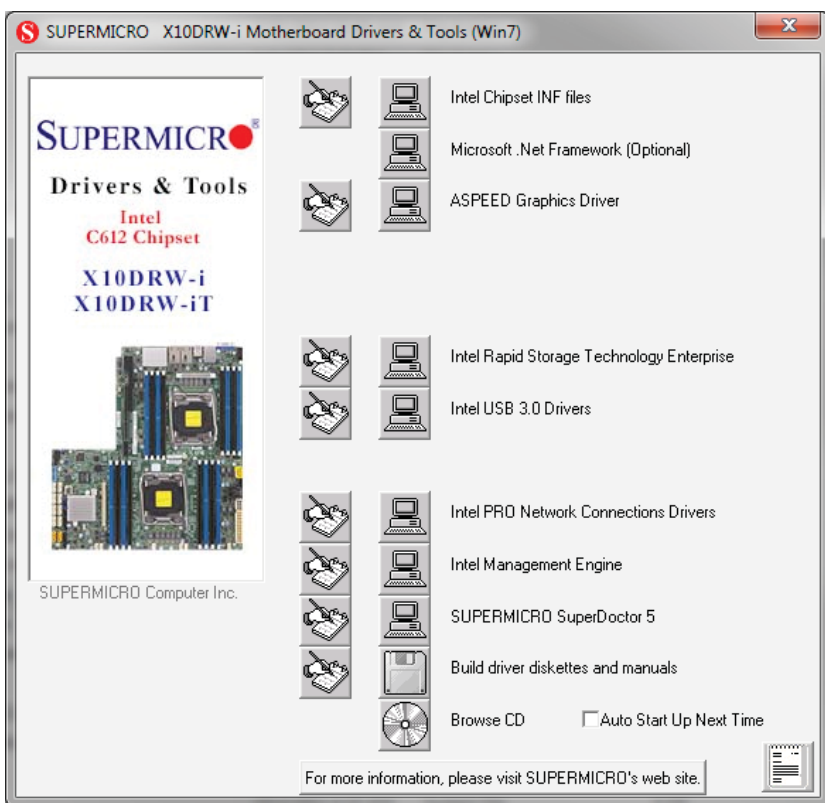 SUPERMICRO X10DRW-i Motherboard Drivers & Tools (Win7)
SUPERMICRO®
Drivers & Tools
Intel
C612 Chipset
X10DRW-i
X10DRW-iT
SUPERMICRO Computer Inc.
Intel Chipset INF files
Microsoft .Net Framework (Optional)
ASPEED Graphics Driver
Intel Rapid Storage Technology Enterprise
Intel USB 3.0 Drivers
Intel PRO Network Connections Drivers
Intel Management Engine
SUPERMICRO SuperDoctor 5
Build driver diskettes and manuals
Browse CD
Auto Start Up Next Time
For more information, please visit SUPERMICRO's web site.